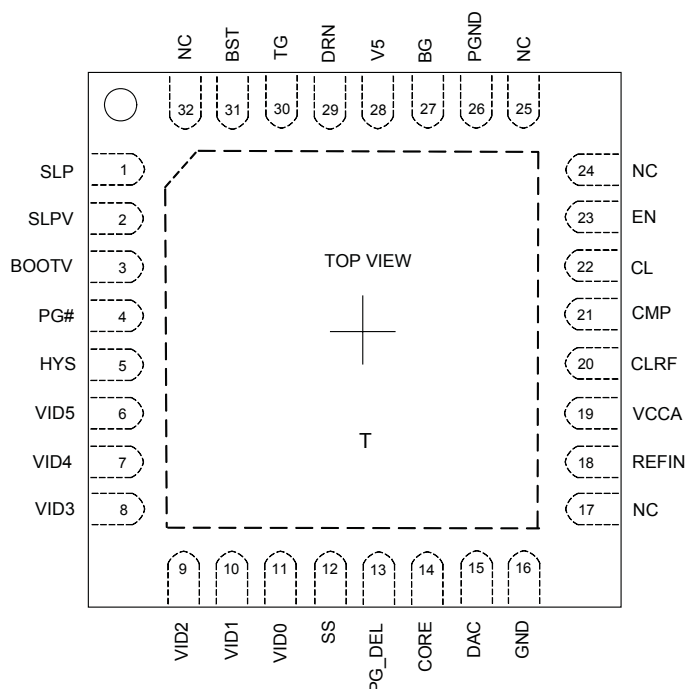 NC BST TG DRN V5 BG PGND NC
32 31 30 29 28 27 26 25
SLP 1 24 NC
SLPV 2 23 EN
BOOTV 3 TOP VIEW 22 CL
PG# 4 21 CMP
HYS 5 20 CLRF
VID5 6 19 VCCA
VID4 7 T 18 REFIN
VID3 8 17 NC
9 10 11 12 13 14 15 16
VID2 VID1 VID0 SS PG_DEL CORE DAC GND